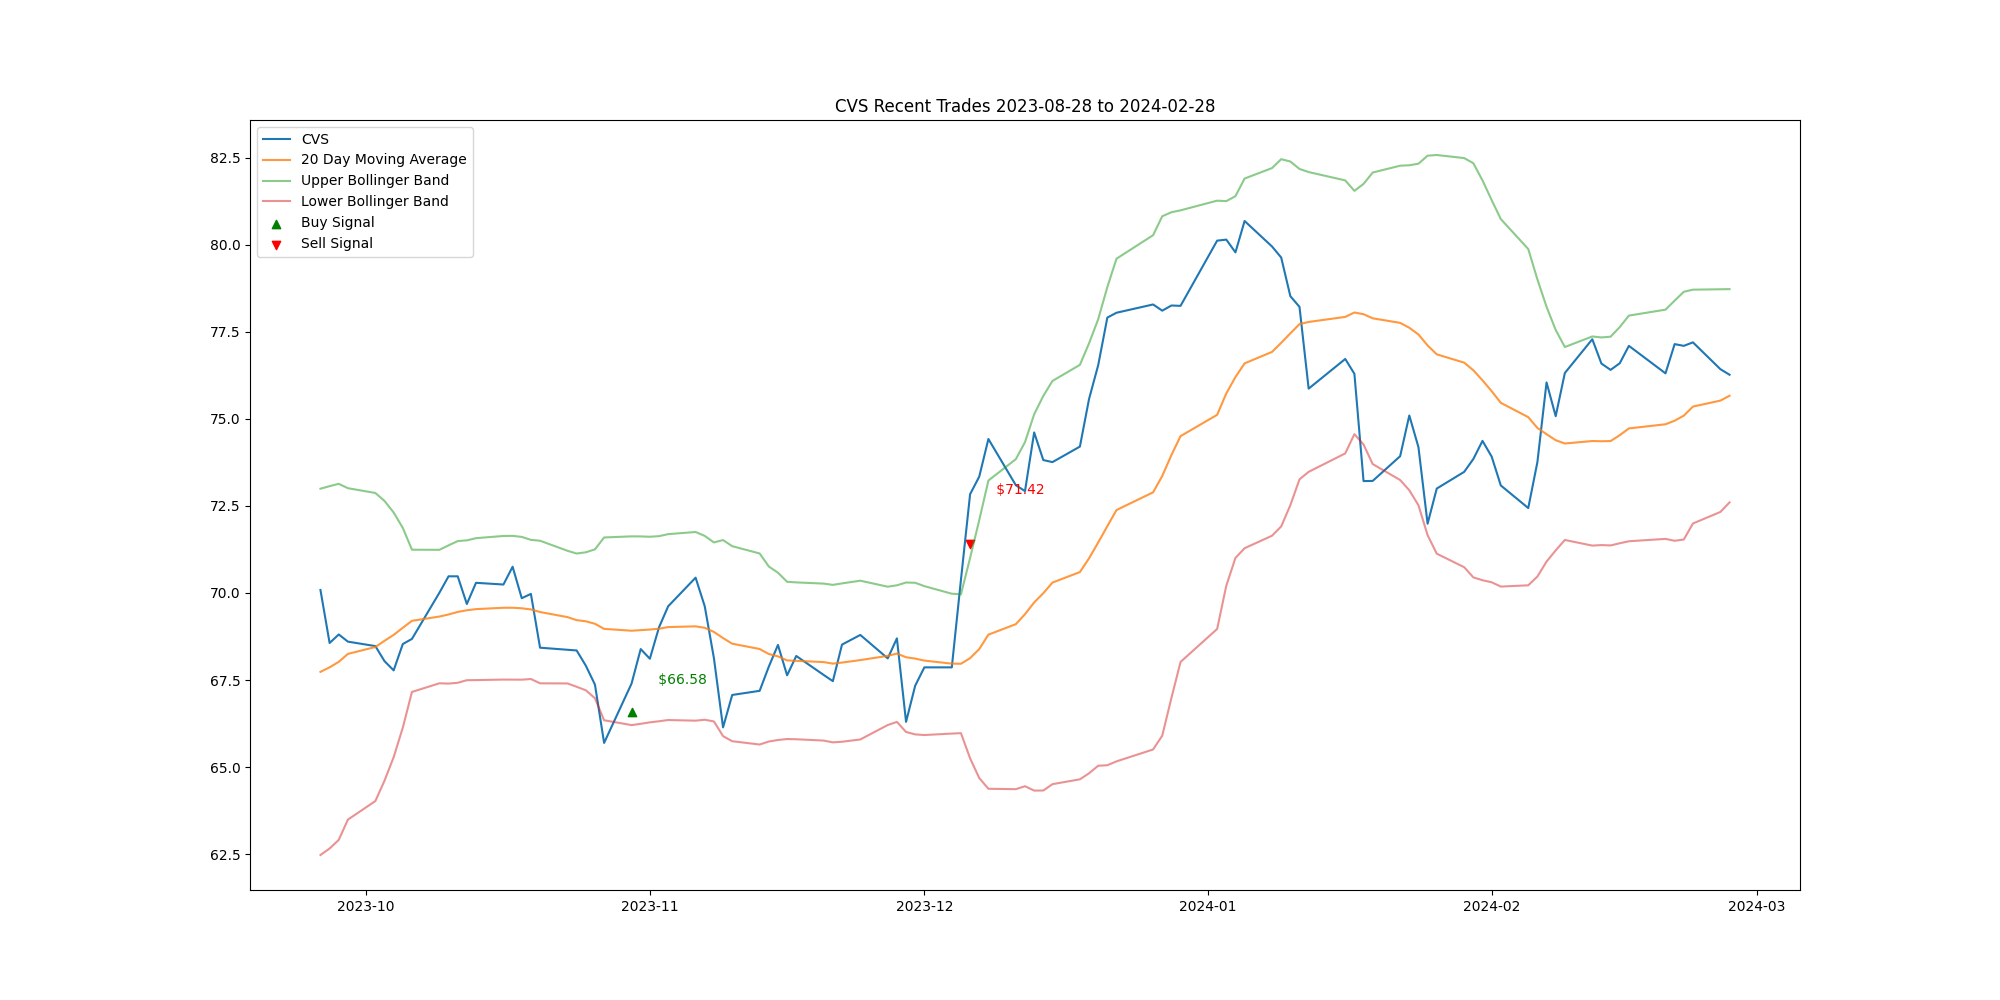 CVS Recent Trades 2023-08-28 to 2024-02-28
CVS
20 Day Moving Average
Upper Bollinger Band
Lower Bollinger Band
Buy Signal
Sell Signal
82.5
80.0
77.5
75.0
72.5
70.0
67.5
65.0
62.5
$71.42
$66.58
2023-10
2023-11
2023-12
2024-01
2024-02
2024-03